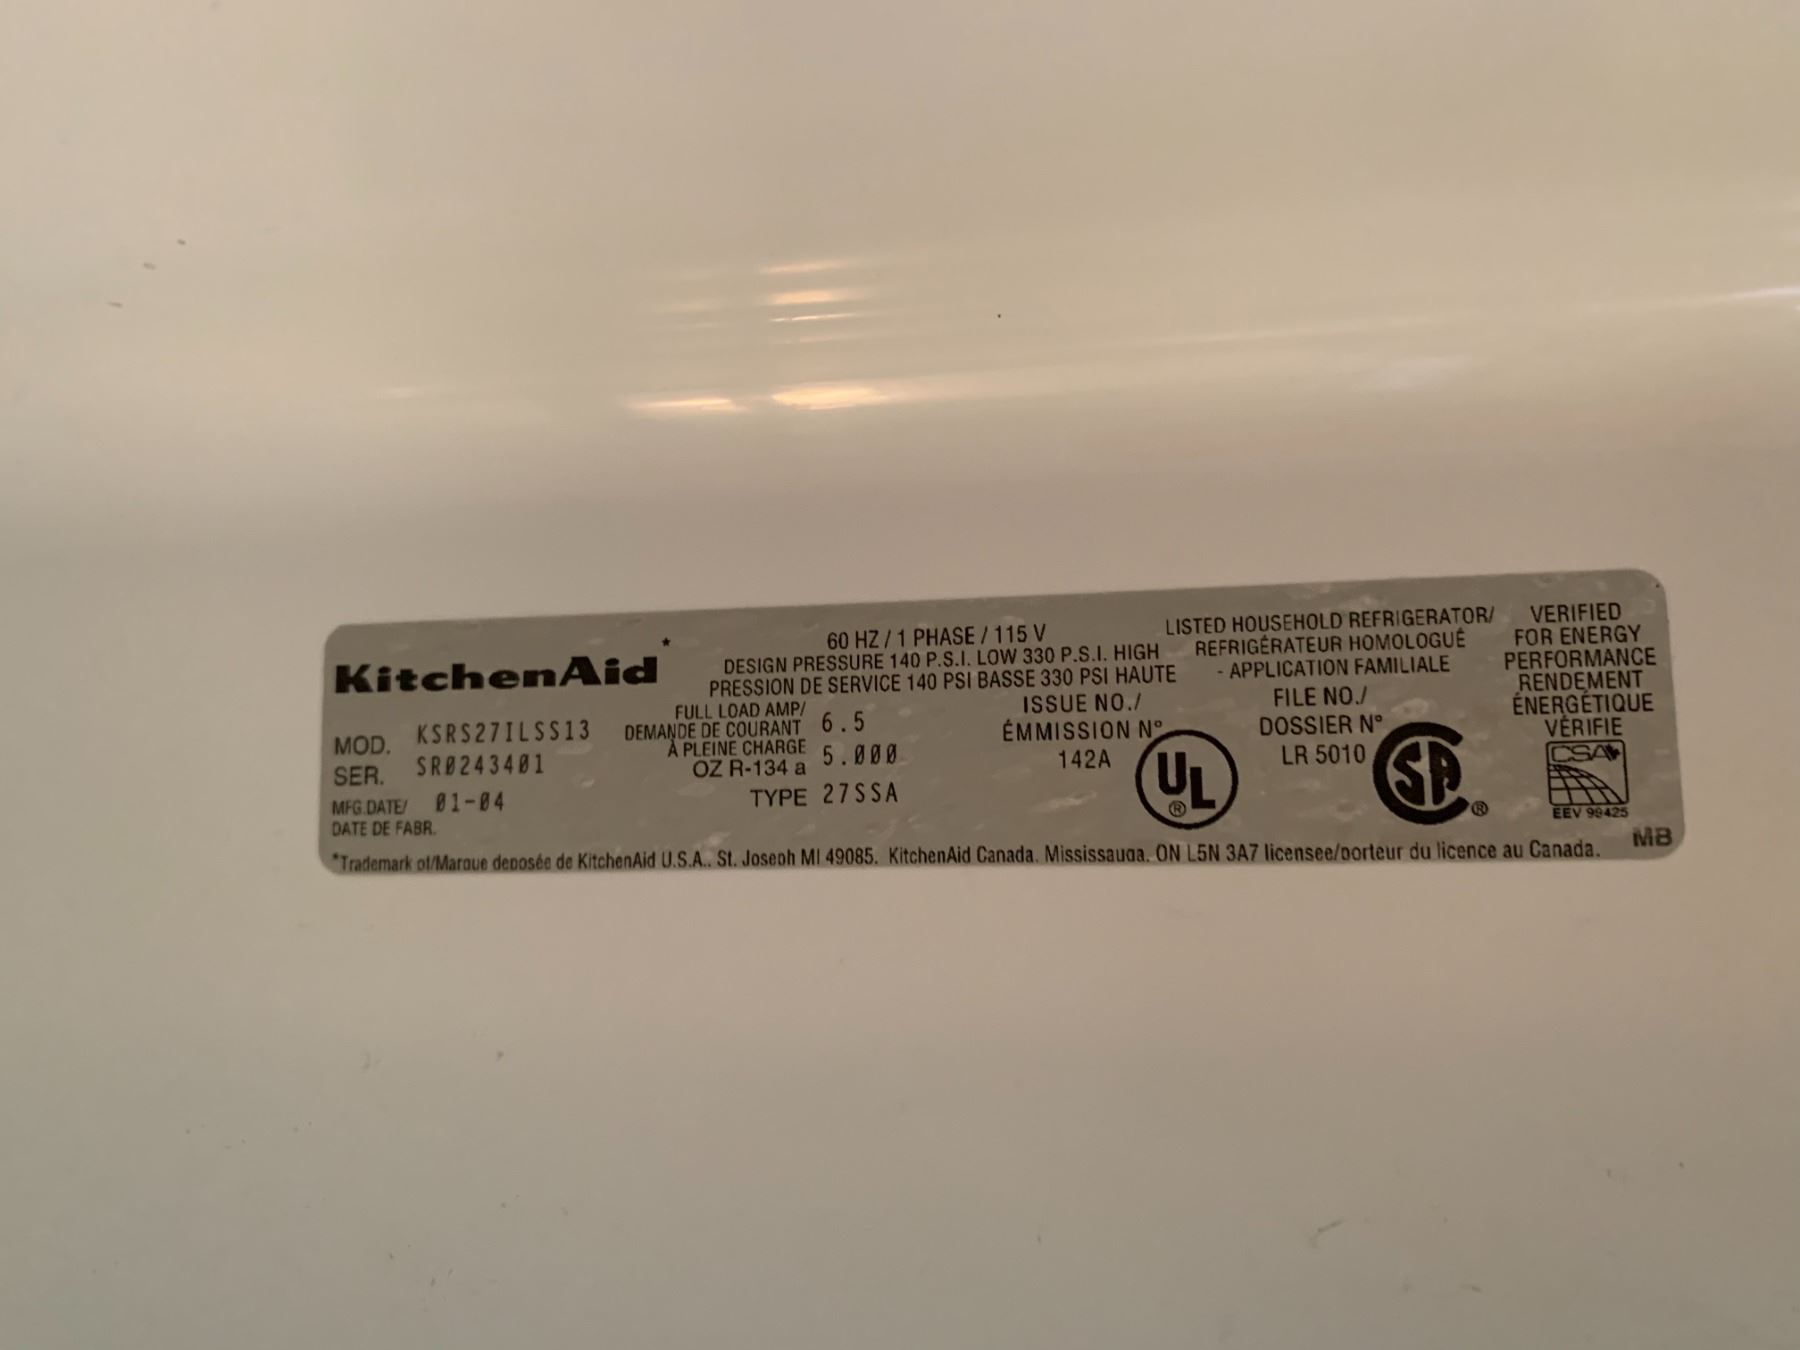 KitchenAid*
MOD. KSRS27ILSS13
SER. SR0243401
MFG.DATE/ 01-04
DATE DE FABR.
60 HZ / 1 PHASE / 115 V
DESIGN PRESSURE 140 P.S.I. LOW 330 P.S.I. HIGH
PRESSION DE SERVICE 140 PSI BASSE 330 PSI HAUTE
FULL LOAD AMP/
DEMANDE DE COURANT 6.5
À PLEINE CHARGE
OZ R-134 a 5.000
TYPE 27SSA
ISSUE NO./
ÉMMISSION Nº
142A
UL ®
LISTED HOUSEHOLD REFRIGERATOR/
REFRIGÉRATEUR HOMOLOGUÉ
- APPLICATION FAMILIALE
FILE NO./
DOSSIER Nº
LR 5010
SA ®
VERIFIED
FOR ENERGY
PERFORMANCE
RENDEMENT
ÉNERGÉTIQUE
VÉRIFIE
CSA
EEV 99425
MB
*Trademark of/Marque deposée de KitchenAid U.S.A.. St. Joseph MI 49085. KitchenAid Canada. Mississauga. ON L5N 3A7 licensee/porteur du licence au Canada.